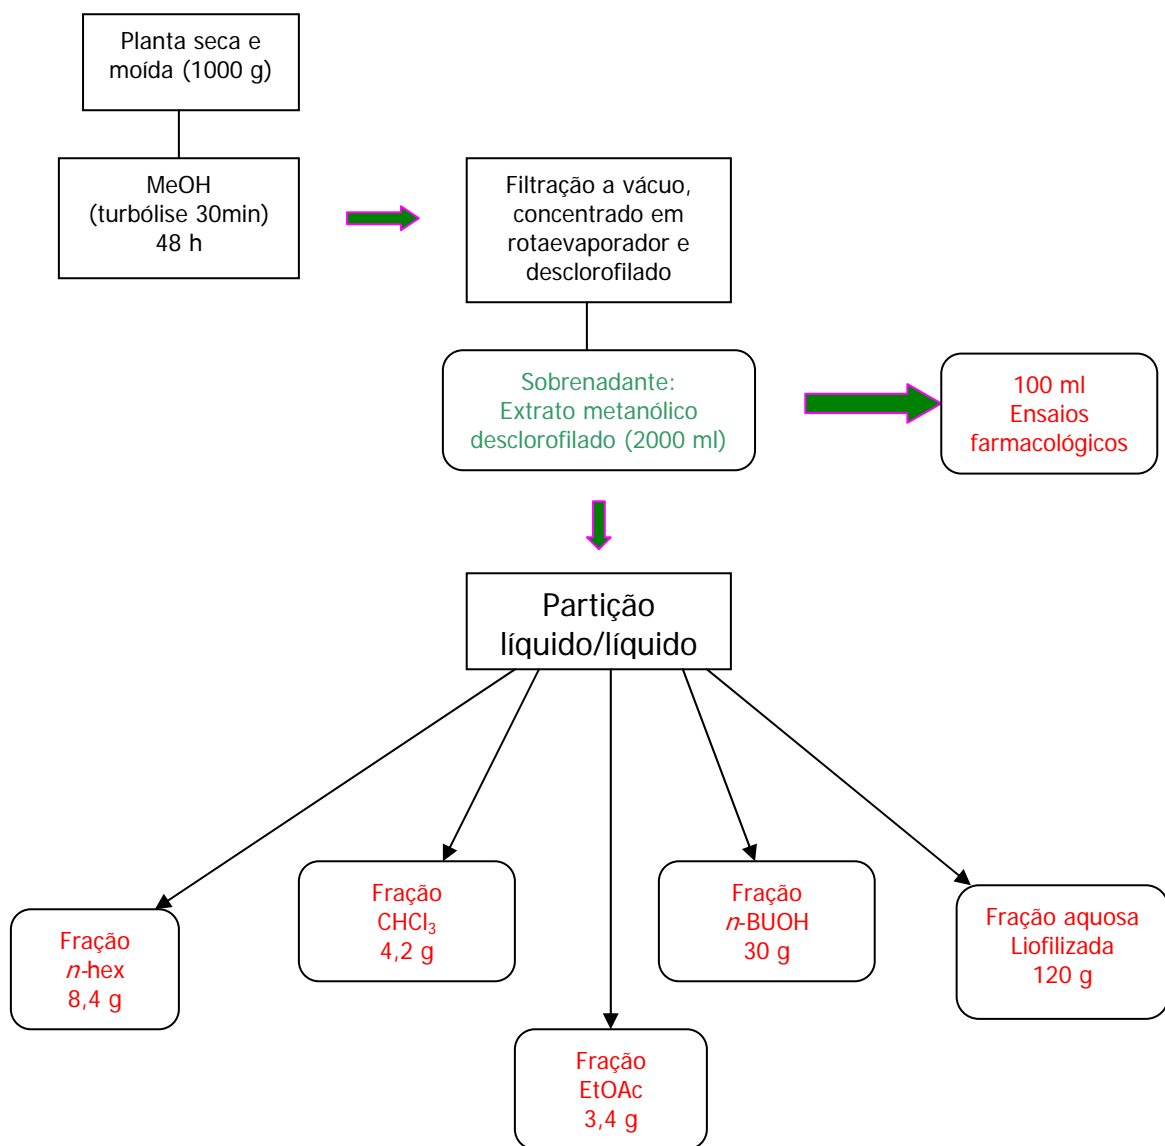 Planta seca e
moída (1000 g)
MeOH
(turbólise 30min)
48 h
Filtração a vácuo,
concentrado em
rotaevaporador e
desclorofilado
Sobrenadante:
Extrato metanólico
desclorofilado (2000 ml)
100 ml
Ensaios
farmacológicos
Partição
líquido/líquido
Fração
n-hex
8,4 g
Fração
CHCl₃
4,2 g
Fração
EtOAc
3,4 g
Fração
n-BUOH
30 g
Fração aquosa
Liofilizada
120 g